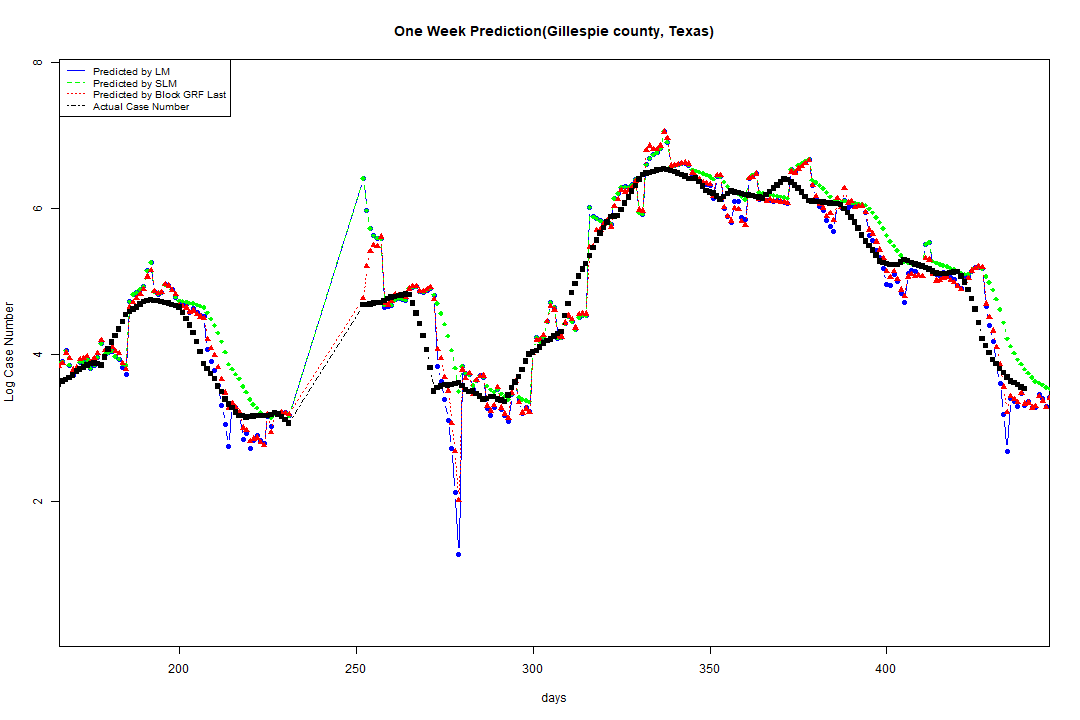 One Week Prediction(Gillespie county, Texas)
Predicted by LM
Predicted by SLM
Predicted by Block GRF Last
Actual Case Number
Log Case Number
8
6
4
2
200
250
300
350
400
days